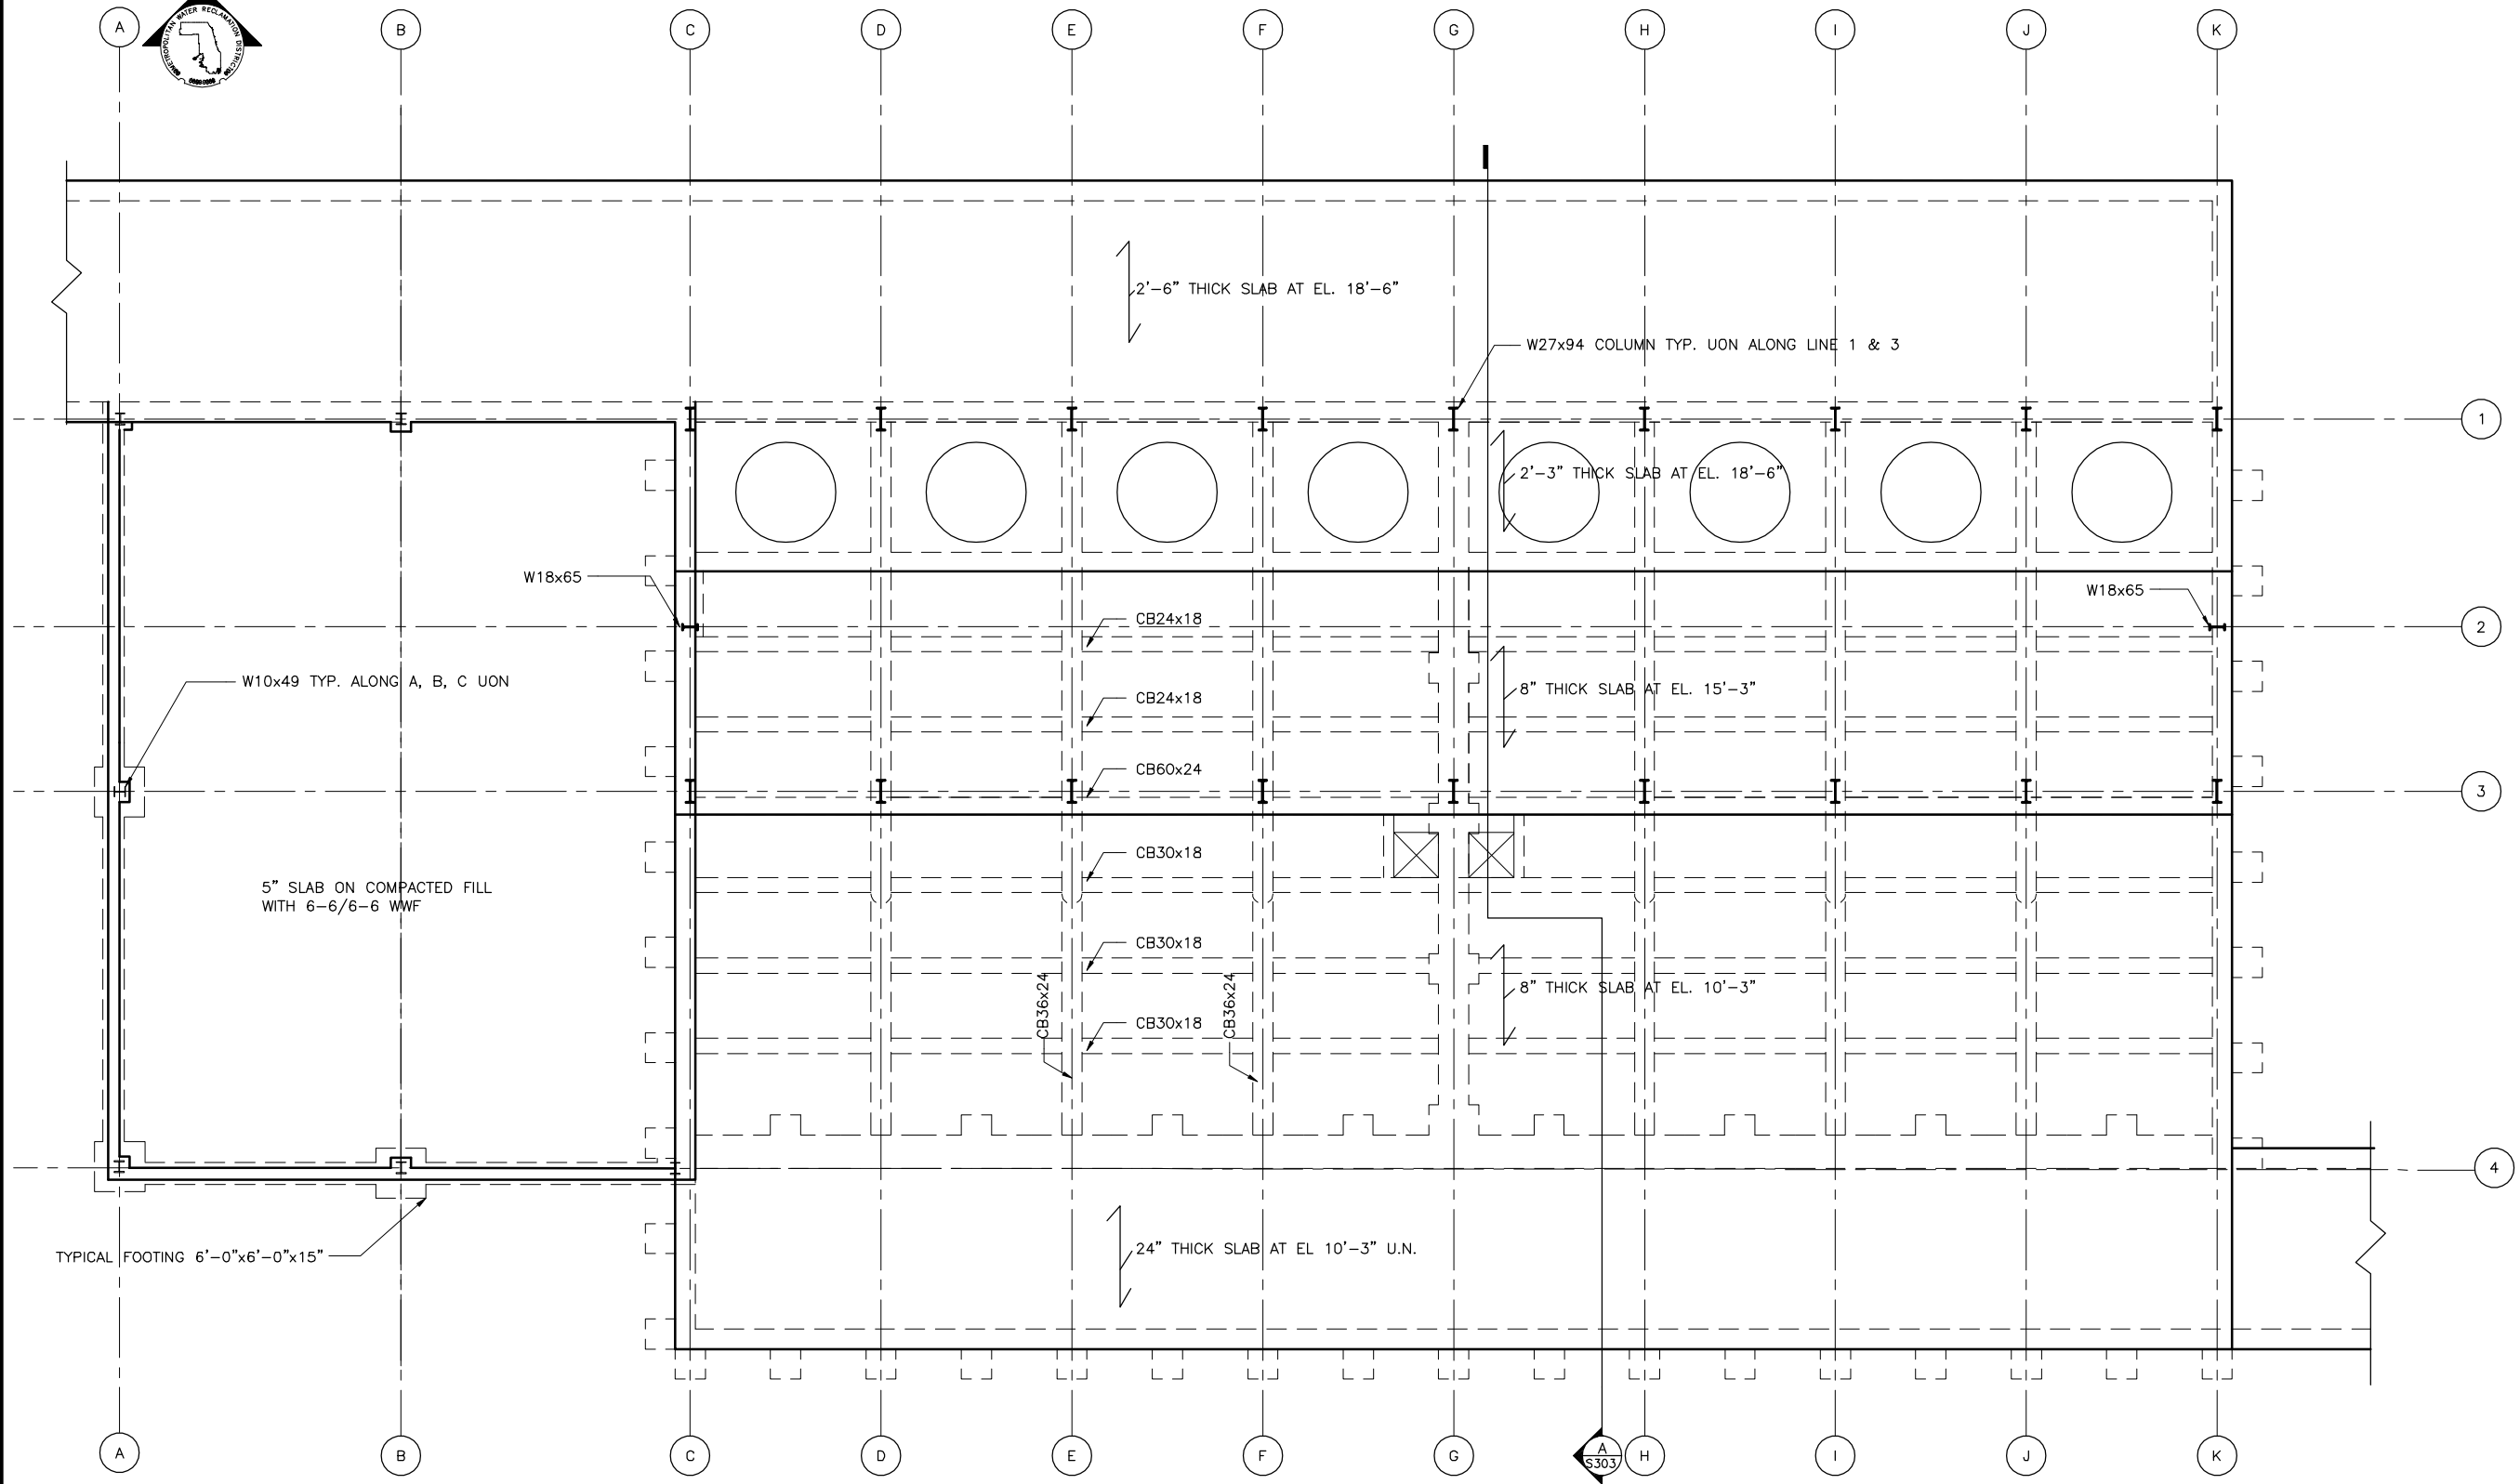 A B C D E F G H I J K
METROPOLITAN WATER RECLAMATION DISTRICT
2'-6" THICK SLAB AT EL. 18'-6"
W27x94 COLUMN TYP. UON ALONG LINE 1 & 3
1
2'-3" THICK SLAB AT EL. 18'-6"
W18x65
W18x65
CB24x18
2
W10x49 TYP. ALONG A, B, C UON
8" THICK SLAB AT EL. 15'-3"
CB24x18
CB60x24
3
CB30x18
5" SLAB ON COMPACTED FILL
WITH 6-6/6-6 WWF
CB30x18
CB36x24
CB36x24
8" THICK SLAB AT EL. 10'-3"
CB30x18
4
24" THICK SLAB AT EL 10'-3" U.N.
TYPICAL FOOTING 6'-0"x6'-0"x15"
A B C D E F G
A
S303
H I J K